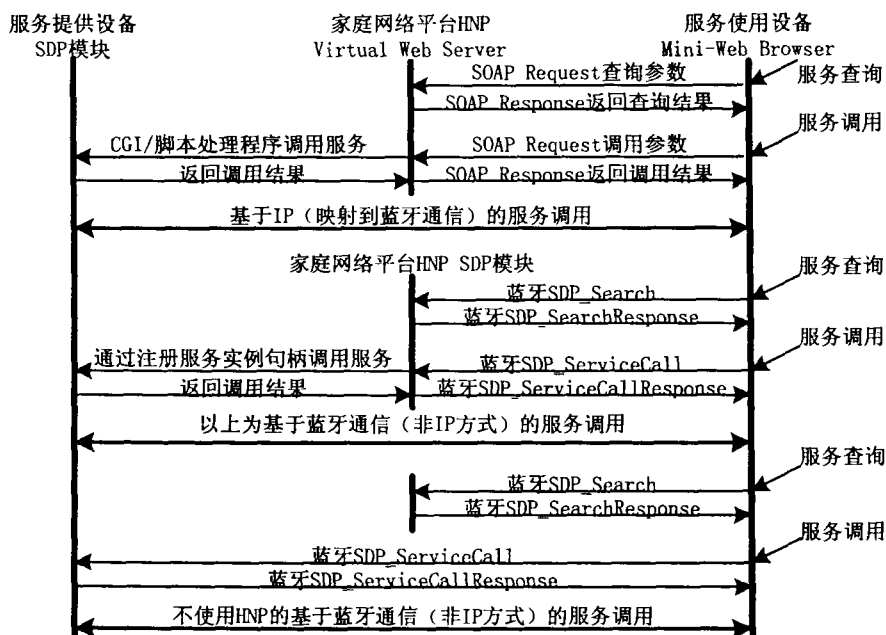 服务提供设备
SDP模块
家庭网络平台HNP
Virtual Web Server
服务使用设备
Mini-Web Browser
SOAP Request查询参数
服务查询
SOAP Response返回查询结果
服务调用
CGI/脚本处理程序调用服务
SOAP Request调用参数
返回调用结果
SOAP Response返回调用结果
基于IP（映射到蓝牙通信）的服务调用
家庭网络平台HNP SDP模块
服务查询
蓝牙SDP_Search
蓝牙SDP_SearchResponse
服务调用
通过注册服务实例句柄调用服务
蓝牙SDP_ServiceCall
返回调用结果
蓝牙SDP_ServiceCallResponse
以上为基于蓝牙通信（非IP方式）的服务调用
服务查询
蓝牙SDP_Search
蓝牙SDP_SearchResponse
服务调用
蓝牙SDP_ServiceCall
蓝牙SDP_ServiceCallResponse
不使用HNP的基于蓝牙通信（非IP方式）的服务调用